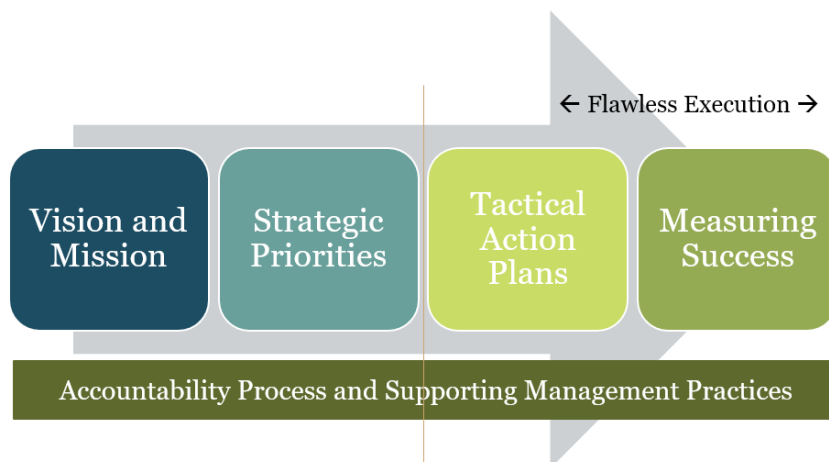 ← Flawless Execution →
Vision and
Mission
Strategic
Priorities
Tactical
Action
Plans
Measuring
Success
Accountability Process and Supporting Management Practices